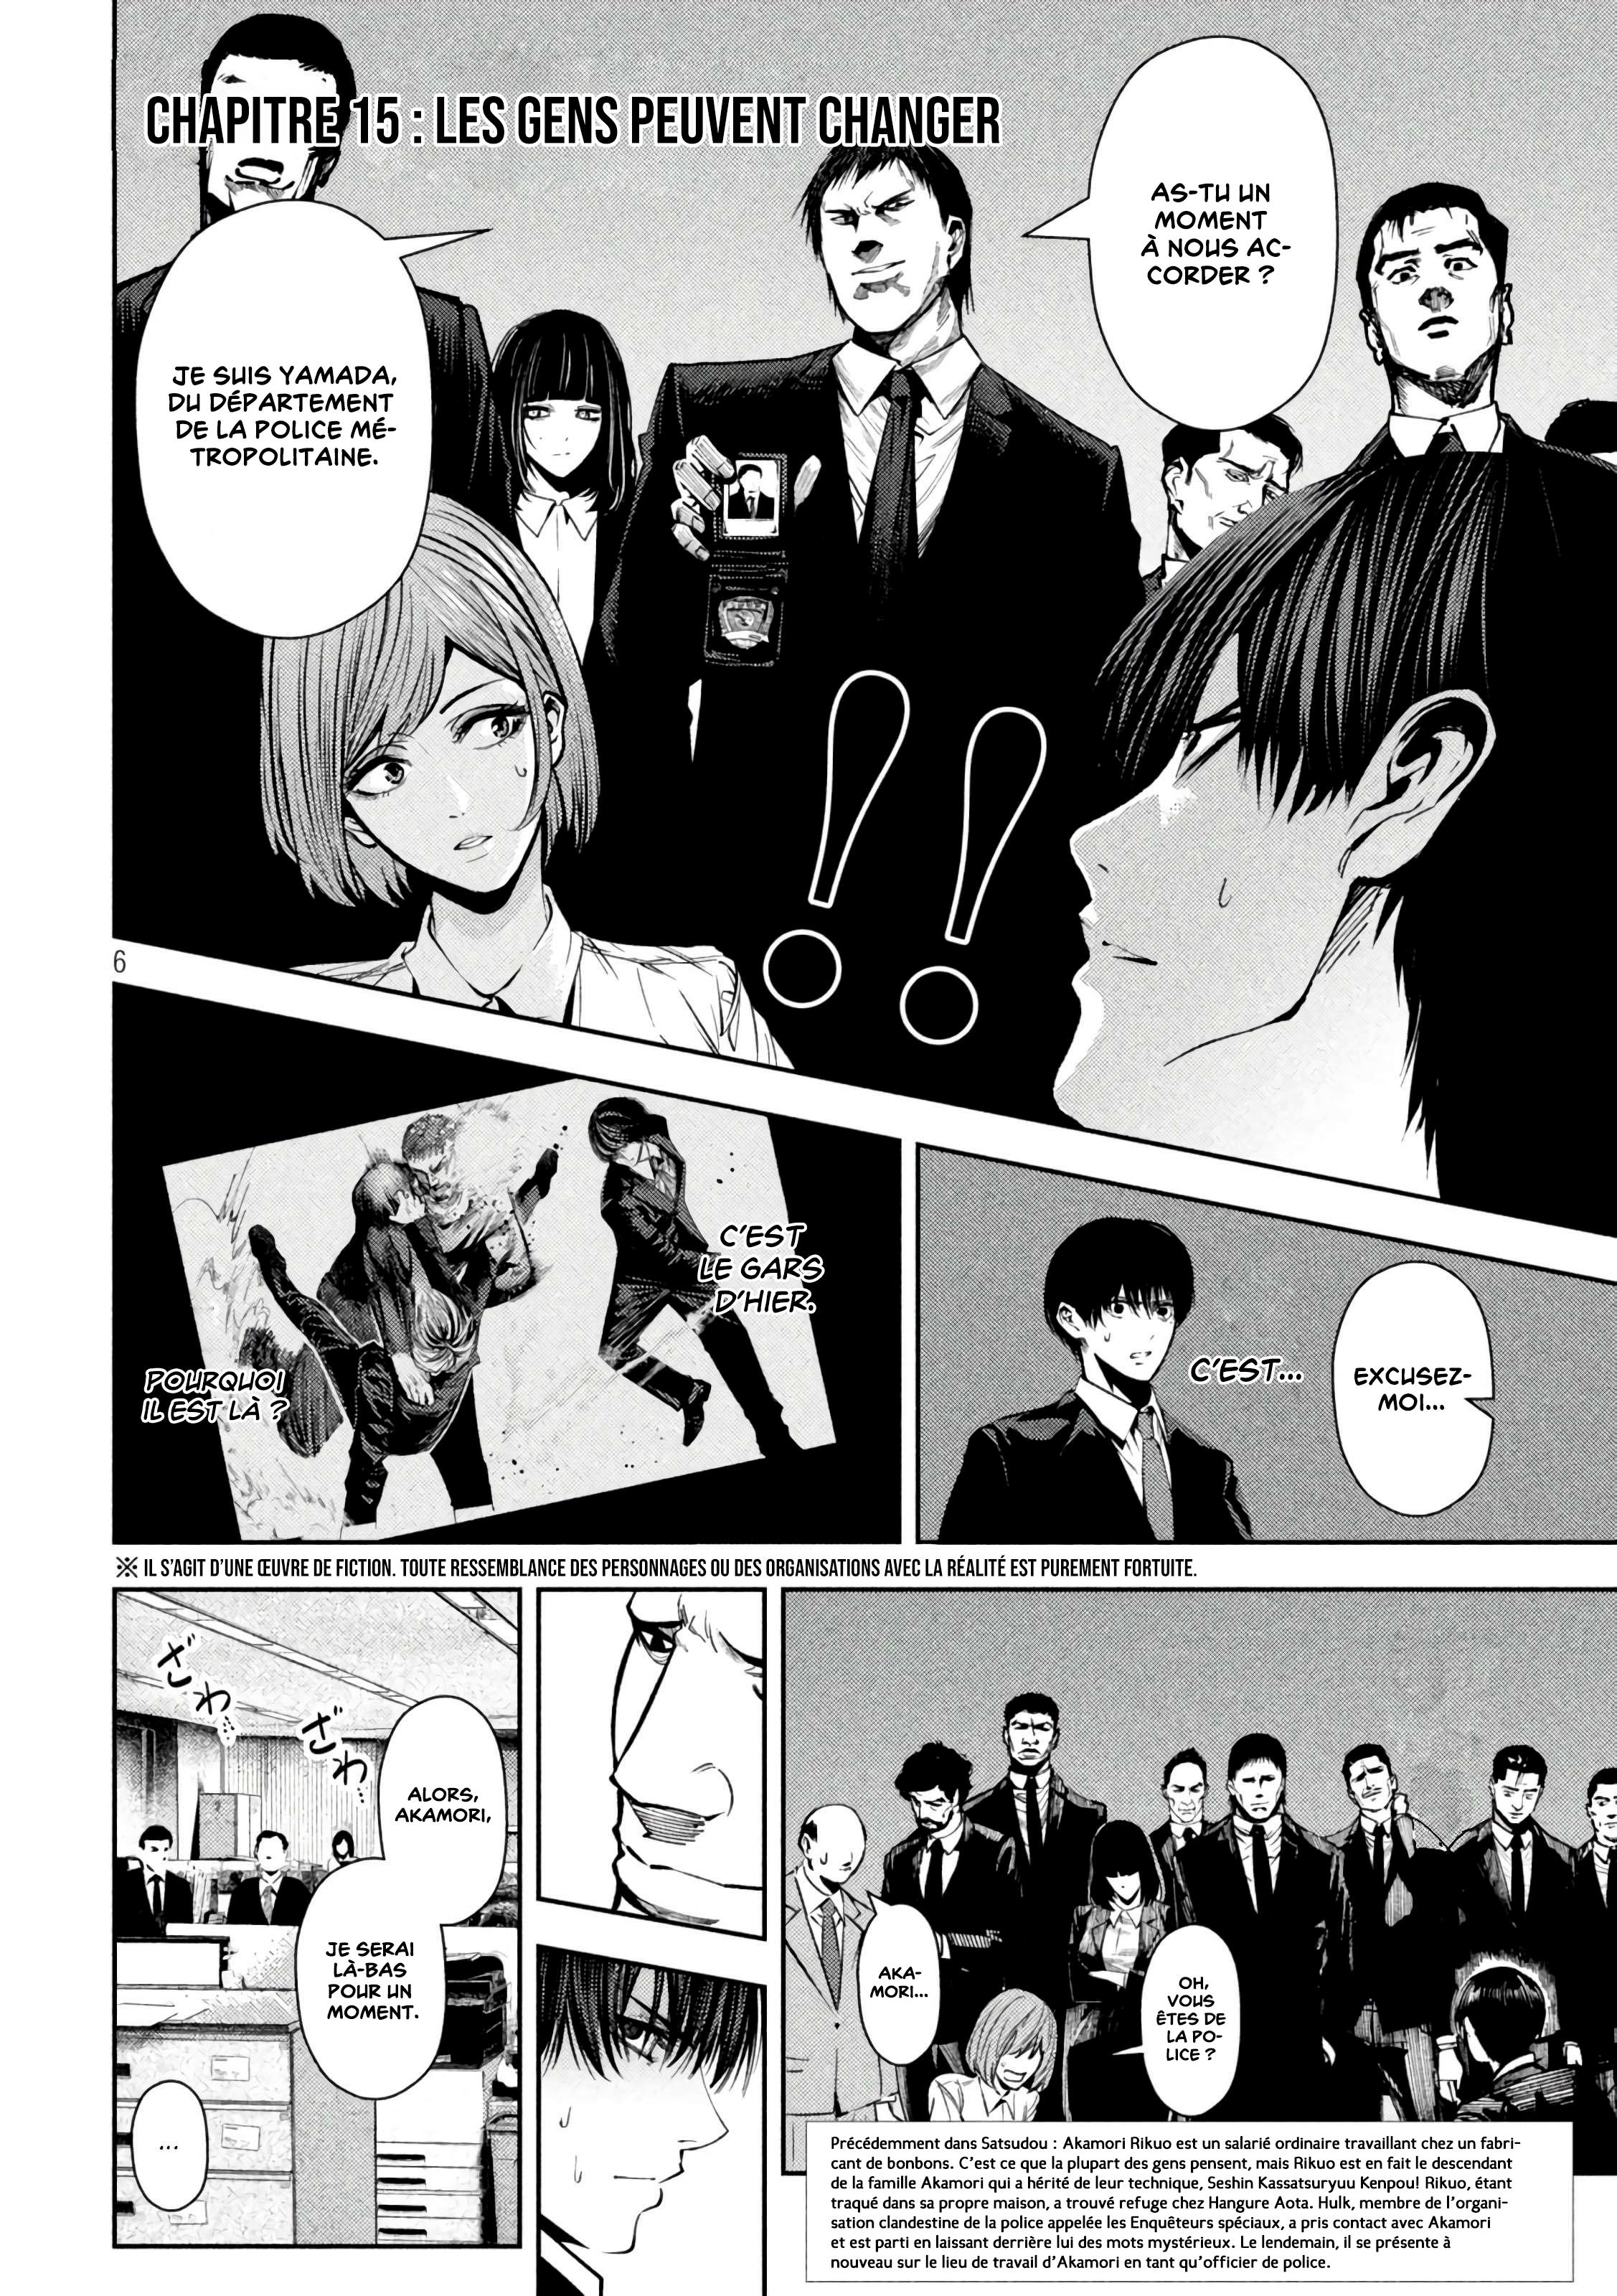 CHAPITRE 15 : LES GENS PEUVENT CHANGER
AS-TU UN
MOMENT
À NOUS AC-
CORDER ?
JE SUIS YAMADA,
DU DÉPARTEMENT
DE LA POLICE MÉ-
TROPOLITAINE.
6
EXCUSEZ-
MOI...
C'EST...
C'EST
LE GARS
D'HIER.
POURQUOI
IL EST LÀ ?
※ IL S'AGIT D'UNE ŒUVRE DE FICTION. TOUTE RESSEMBLANCE DES PERSONNAGES OU DES ORGANISATIONS AVEC LA RÉALITÉ EST PUREMENT FORTUITE.
OH,
VOUS
ÊTES DE
LA PO-
LICE ?
AKA-
MORI...
Précédemment dans Satsudou : Akamori Rikuo est un salarié ordinaire travaillant chez un fabri-
cant de bonbons. C'est ce que la plupart des gens pensent, mais Rikuo est en fait le descendant
de la famille Akamori qui a hérité de leur technique, Seshin Kassatsuryuu Kenpou! Rikuo, étant
traqué dans sa propre maison, a trouvé refuge chez Hangure Aota. Hulk, membre de l'organi-
sation clandestine de la police appelée les Enquêteurs spéciaux, a pris contact avec Akamori
et est parti en laissant derrière lui des mots mystérieux. Le lendemain, il se présente à
nouveau sur le lieu de travail d'Akamori en tant qu'officier de police.
ざわ…
ざわ…
ALORS,
AKAMORI,
JE SERAI
LÀ-BAS
POUR UN
MOMENT.
...